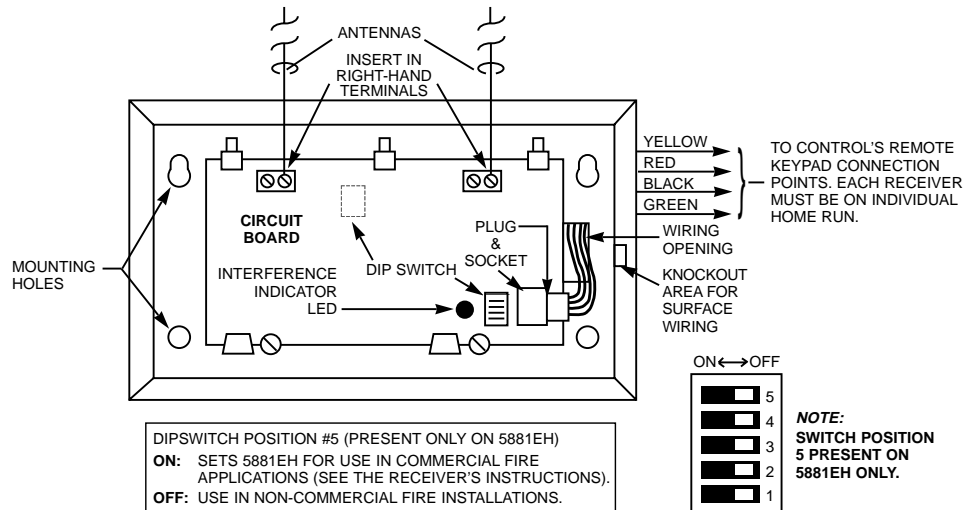 ANTENNAS
INSERT IN
RIGHT-HAND
TERMINALS
YELLOW
RED
BLACK
GREEN
TO CONTROL'S REMOTE
KEYPAD CONNECTION
POINTS. EACH RECEIVER
MUST BE ON INDIVIDUAL
HOME RUN.
CIRCUIT
BOARD
PLUG
&
SOCKET
WIRING
OPENING
MOUNTING
HOLES
DIP SWITCH
INTERFERENCE
INDICATOR
LED
KNOCKOUT
AREA FOR
SURFACE
WIRING
ON↔OFF
5
4
3
2
1
NOTE:
SWITCH POSITION
5 PRESENT ON
5881EH ONLY.
DIPSWITCH POSITION #5 (PRESENT ONLY ON 5881EH)
ON: SETS 5881EH FOR USE IN COMMERCIAL FIRE
APPLICATIONS (SEE THE RECEIVER'S INSTRUCTIONS).
OFF: USE IN NON-COMMERCIAL FIRE INSTALLATIONS.